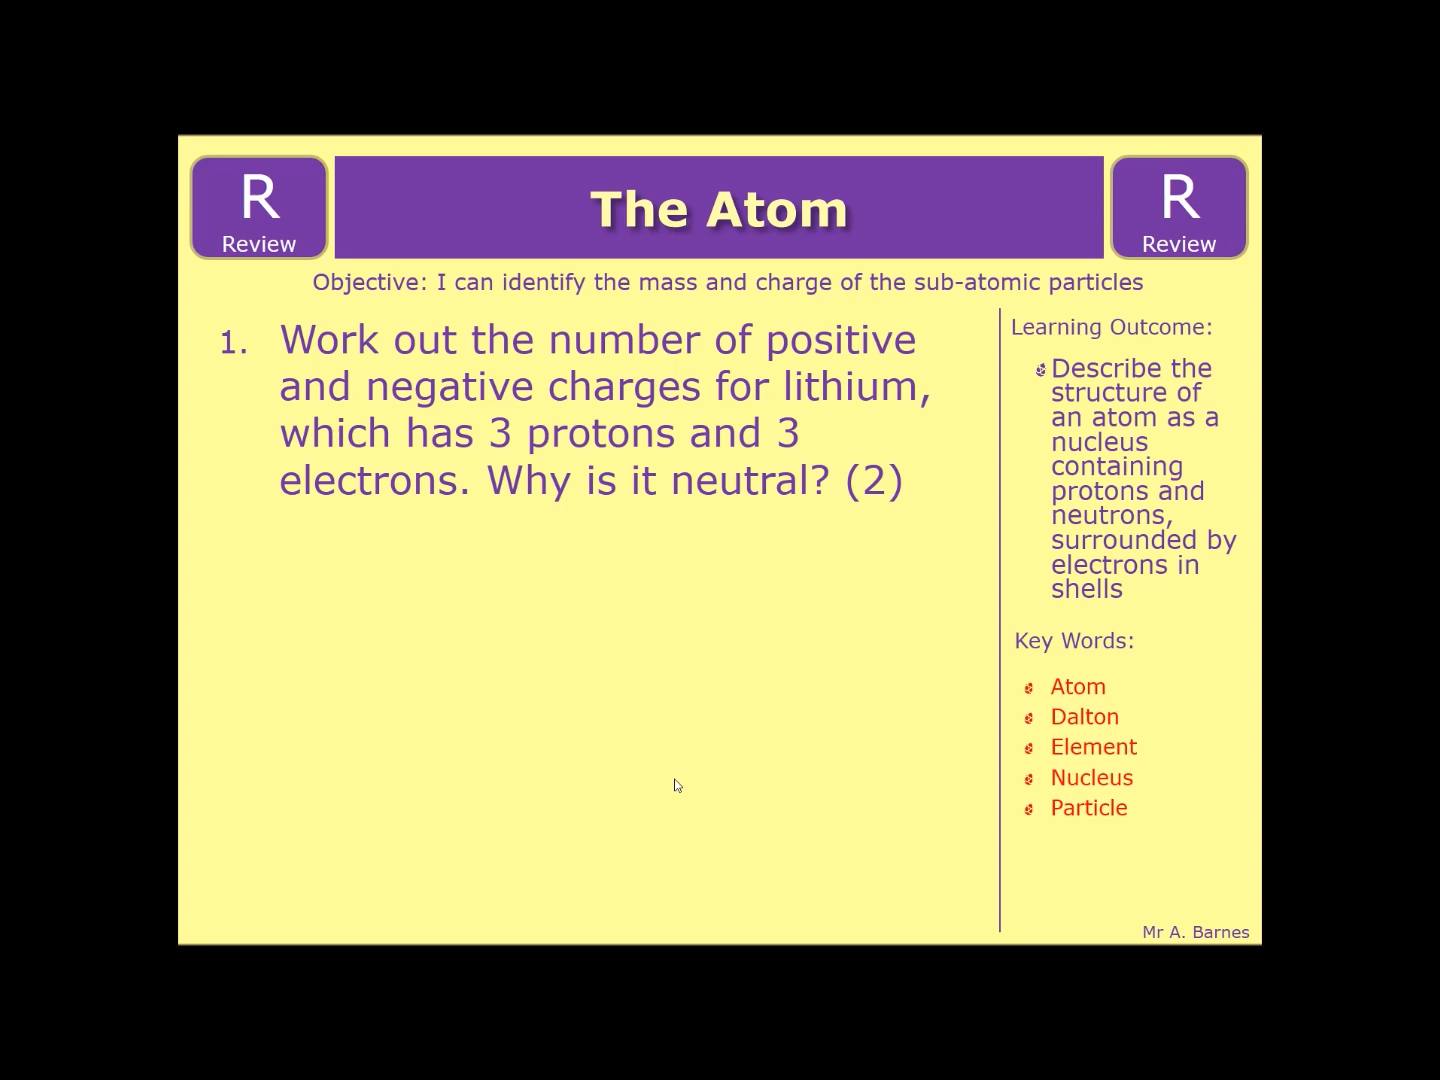 R
Review
The Atom
R
Review
Objective: I can identify the mass and charge of the sub-atomic particles
1. Work out the number of positive
and negative charges for lithium,
which has 3 protons and 3
electrons. Why is it neutral? (2)
Learning Outcome:
Describe the
structure of
an atom as a
nucleus
containing
protons and
neutrons,
surrounded by
electrons in
shells
Key Words:
Atom
Dalton
Element
Nucleus
Particle
Mr A. Barnes